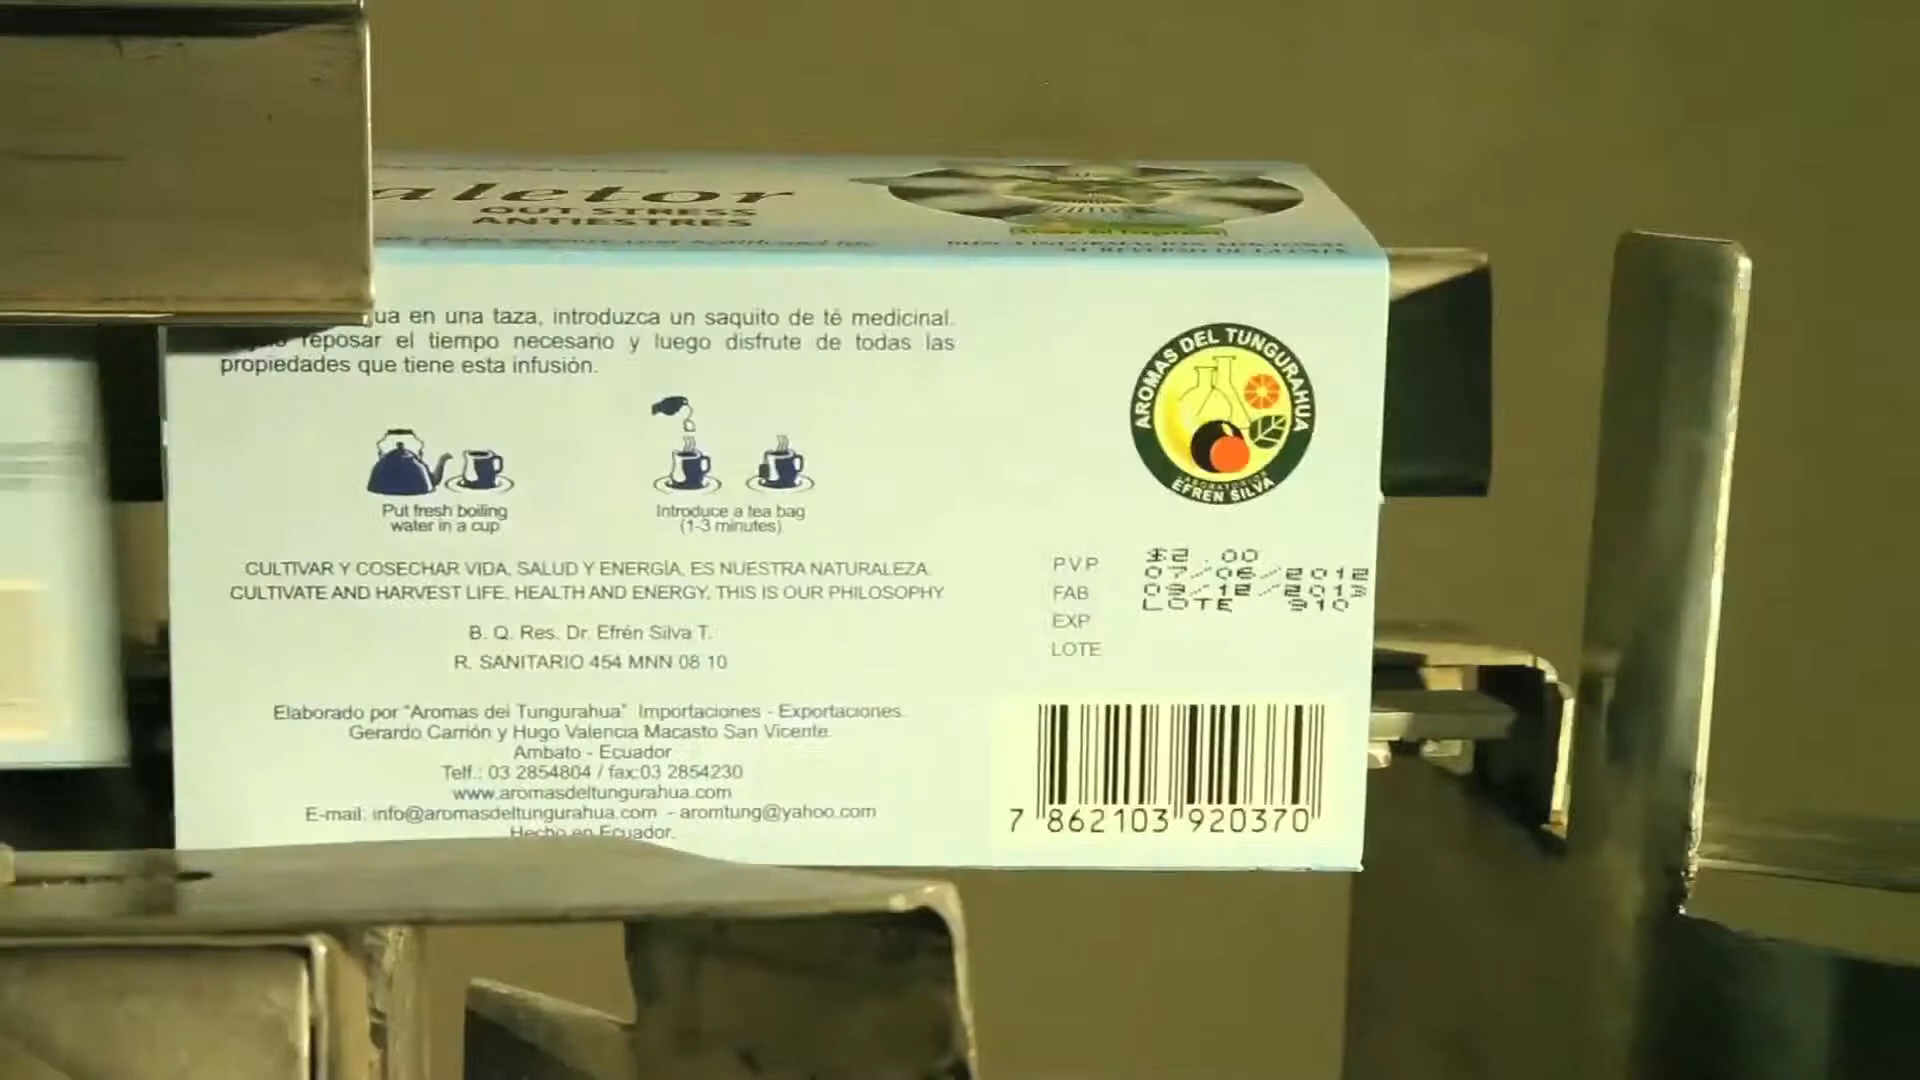 aletor
OUT STRESS
ANTIESTRES
ua en una taza, introduzca un saquito de té medicinal.
reposar el tiempo necesario y luego disfrute de todas las
propiedades que tiene esta infusión.
Put fresh boiling
water in a cup
Introduce a tea bag
(1-3 minutes)
CULTIVAR Y COSECHAR VIDA, SALUD Y ENERGÍA, ES NUESTRA NATURALEZA.
CULTIVATE AND HARVEST LIFE, HEALTH AND ENERGY, THIS IS OUR PHILOSOPHY
B. Q. Res. Dr. Efrén Silva T.
R. SANITARIO 454 MNN 08 10
Elaborado por "Aromas del Tungurahua" Importaciones - Exportaciones.
Gerardo Carrión y Hugo Valencia Macasto San Vicente.
Ambato - Ecuador
Telf.: 03 2854804 / fax:03 2854230
www.aromasdeltungurahua.com
E-mail: info@aromasdeltungurahua.com - aromtung@yahoo.com
Hecho en Ecuador.
AROMAS DEL TUNGURAHUA
LABORATORIOS
EFREN SILVA
PVP
FAB
EXP
LOTE
$2.00
07/06/2012
09/12/2013
LOTE 910
7 862103 920370